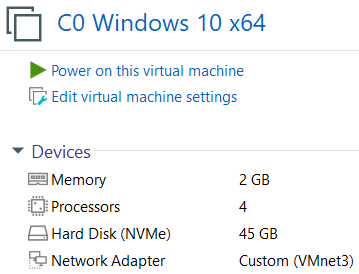 C0 Windows 10 x64
Power on this virtual machine
Edit virtual machine settings
Devices
Memory 2 GB
Processors 4
Hard Disk (NVMe) 45 GB
Network Adapter Custom (VMnet3)